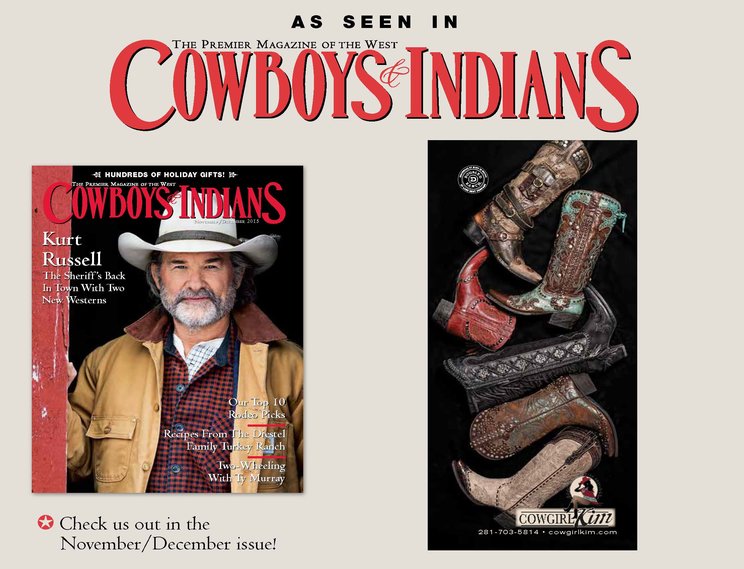 AS SEEN IN
THE PREMIER MAGAZINE OF THE WEST
COWBOYS & INDIANS
HUNDREDS OF HOLIDAY GIFTS!
THE PREMIER MAGAZINE OF THE WEST
COWBOYS & INDIANS
NOVEMBER/DECEMBER 2015
Kurt
Russell
The Sheriff's Back
In Town With Two
New Westerns
Our Top 10
Rodeo Picks
Recipes From The Diestel
Family Turkey Ranch
Two-Wheeling
With Ty Murray
Check us out in the
November/December issue!
D
COWGIRL Kim
281-703-5814 • cowgirlkim.com